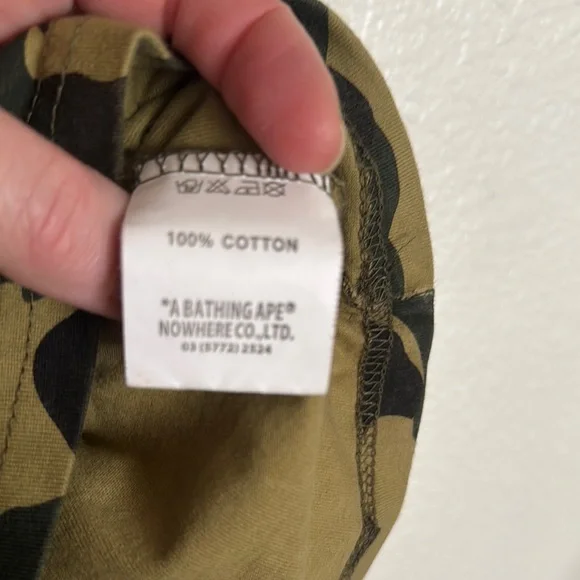 100% COTTON
"A BATHING APE®
NOWHERE CO.,LTD.
03 (5772) 2524